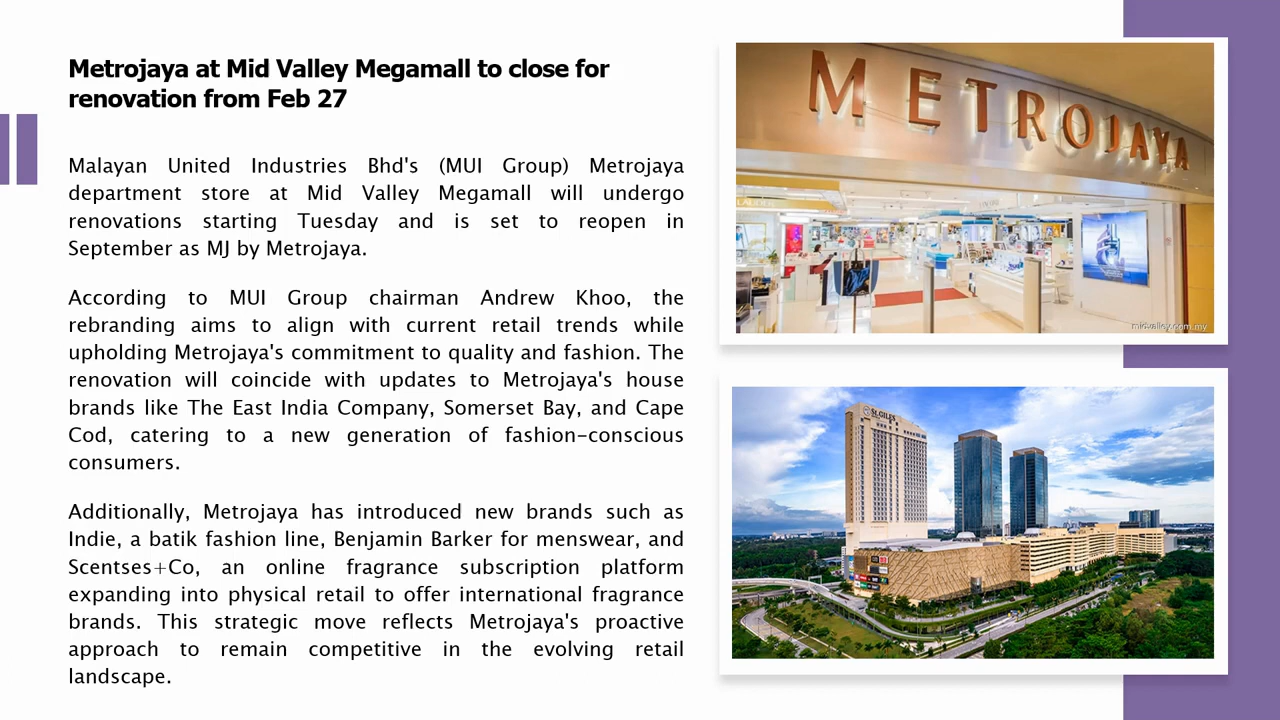 Metrojaya at Mid Valley Megamall to close for
renovation from Feb 27
Malayan United Industries Bhd's (MUI Group) Metrojaya
department store at Mid Valley Megamall will undergo
renovations starting Tuesday and is set to reopen in
September as MJ by Metrojaya.
According to MUI Group chairman Andrew Khoo, the
rebranding aims to align with current retail trends while
upholding Metrojaya's commitment to quality and fashion. The
renovation will coincide with updates to Metrojaya's house
brands like The East India Company, Somerset Bay, and Cape
Cod, catering to a new generation of fashion-conscious
consumers.
Additionally, Metrojaya has introduced new brands such as
Indie, a batik fashion line, Benjamin Barker for menswear, and
Scentses+Co, an online fragrance subscription platform
expanding into physical retail to offer international fragrance
brands. This strategic move reflects Metrojaya's proactive
approach to remain competitive in the evolving retail
landscape.
METROJAYA
midvalley.com.my
ST GILES